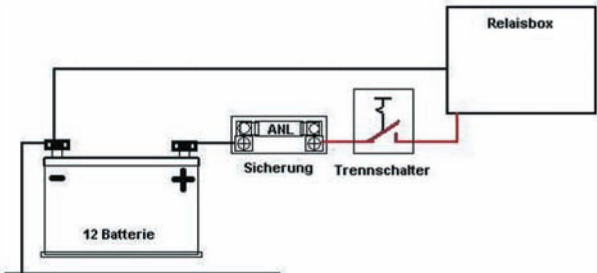 Relaisbox
ANL
Sicherung
Trennschalter
- +
12 Batterie